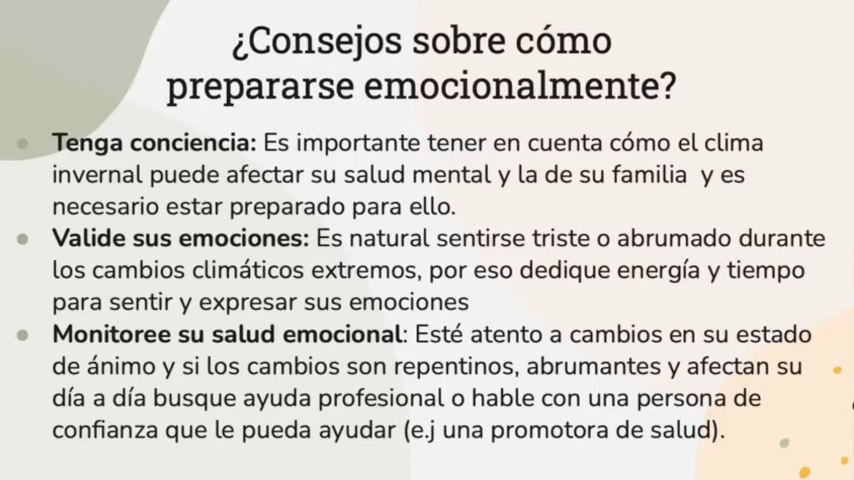 ¿Consejos sobre cómo
prepararse emocionalmente?
Tenga conciencia: Es importante tener en cuenta cómo el clima
invernal puede afectar su salud mental y la de su familia y es
necesario estar preparado para ello.
Valide sus emociones: Es natural sentirse triste o abrumado durante
los cambios climáticos extremos, por eso dedique energía y tiempo
para sentir y expresar sus emociones
Monitoree su salud emocional: Esté atento a cambios en su estado
de ánimo y si los cambios son repentinos, abrumantes y afectan su
día a día busque ayuda profesional o hable con una persona de
confianza que le pueda ayudar (e.j una promotora de salud).